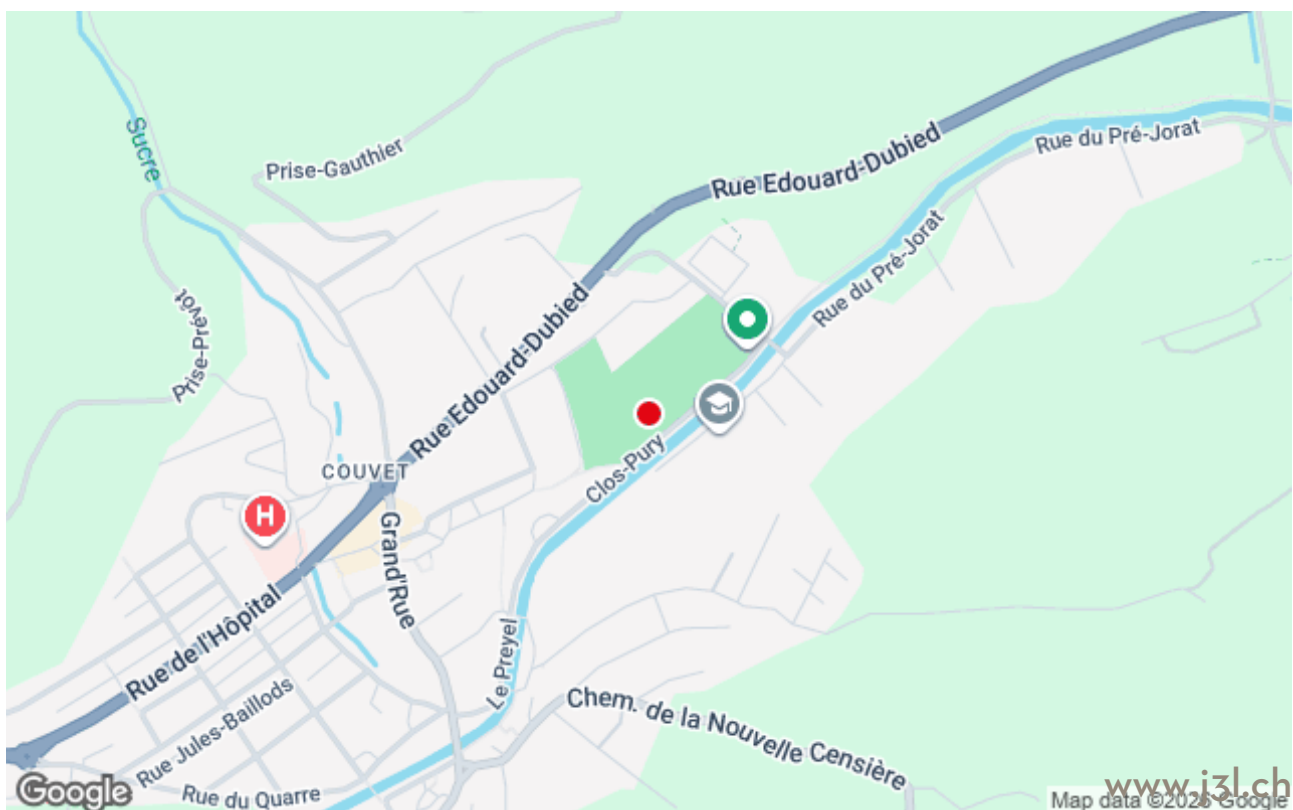 Sucre
Prise-Gauthier
Rue Edouard-Dubied
Rue du Pré-Jorat
Rue du Pré-Jorat
Prise-Prévot
Rue Edouard-Dubied
COUVET
Clos-Pury
H
Grand'Rue
Rue de l'Hôpital
Le Preyel
Rue Jules-Baillods
Chem. de la Nouvelle Censière
Rue du Quarre
Google
www.j3l.ch
Map data ©2026 Google